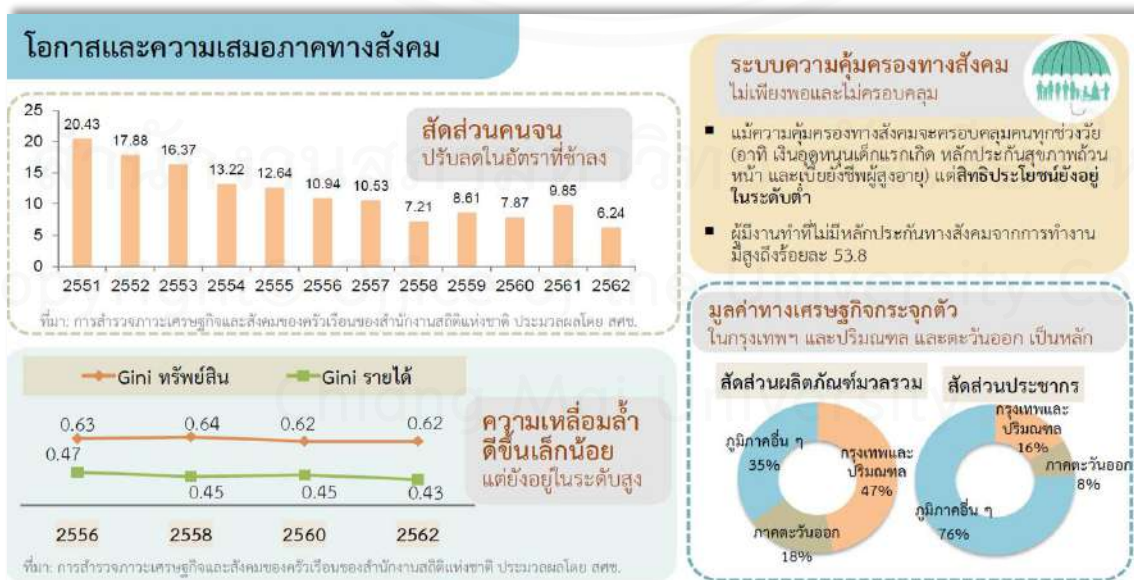 โอกาสและความเสมอภาคทางสังคม
สัดส่วนคนจน
ปรับลดในอัตราที่ช้าลง
25
20
15
10
5
0
20.43
17.88
16.37
13.22
12.64
10.94
10.53
7.21
8.61
7.87
9.85
6.24
2551 2552 2553 2554 2555 2556 2557 2558 2559 2560 2561 2562
ที่มา: การสำรวจภาวะเศรษฐกิจและสังคมของครัวเรือนของสำนักงานสถิติแห่งชาติ ประมวลผลโดย สศช.
Gini ทรัพย์สิน Gini รายได้
0.63 0.64 0.62 0.62
0.47 0.45 0.45 0.43
2556 2558 2560 2562
ความเหลื่อมล้ำ
ดีขึ้นเล็กน้อย
แต่ยังอยู่ในระดับสูง
ที่มา: การสำรวจภาวะเศรษฐกิจและสังคมของครัวเรือนของสำนักงานสถิติแห่งชาติ ประมวลผลโดย สศช.
ระบบความคุ้มครองทางสังคม
ไม่เพียงพอและไม่ครอบคลุม
▪ แม้ความคุ้มครองทางสังคมจะครอบคลุมคนทุกช่วงวัย
(อาทิ เงินอุดหนุนเด็กแรกเกิด หลักประกันสุขภาพถ้วน
หน้า และเบี้ยยังชีพผู้สูงอายุ) แต่สิทธิประโยชน์ยังอยู่
ในระดับต่ำ
▪ ผู้มีงานทำที่ไม่มีหลักประกันทางสังคมจากการทำงาน
มีสูงถึงร้อยละ 53.8
มูลค่าทางเศรษฐกิจกระจุกตัว
ในกรุงเทพฯ และปริมณฑล และตะวันออก เป็นหลัก
สัดส่วนผลิตภัณฑ์มวลรวม
ภูมิภาคอื่น ๆ
35%
กรุงเทพและ
ปริมณฑล
47%
ภาคตะวันออก
18%
สัดส่วนประชากร
กรุงเทพและ
ปริมณฑล
16%
ภาคตะวันออก
8%
ภูมิภาคอื่น ๆ
76%
Chiang Mai University